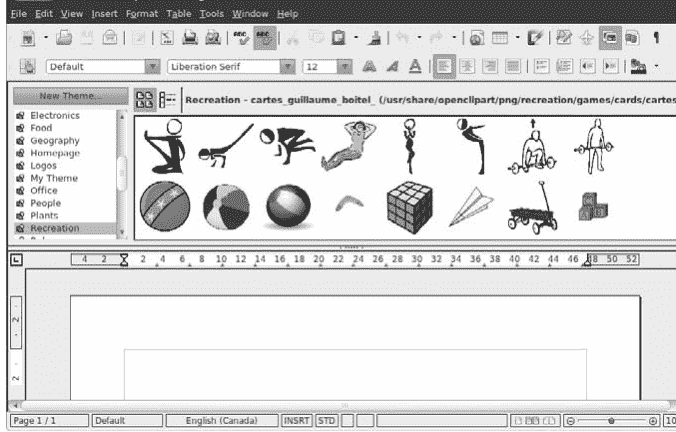 File Edit View Insert Format Table Tools Window Help
Default Liberation Serif 12
New Theme...
Recreation - cartes_guillaume_boitel_ (/usr/share/openclipart/png/recreation/games/cards/cartes
Electronics
Food
Geography
Homepage
Logos
My Theme
Office
People
Plants
Recreation
4 2 2 4 6 8 10 12 14 16 18 20 22 24 26 28 30 32 34 36 38 40 42 44 46 48 50 52
2
2
Page 1 / 1 Default English (Canada) INSRT STD 10